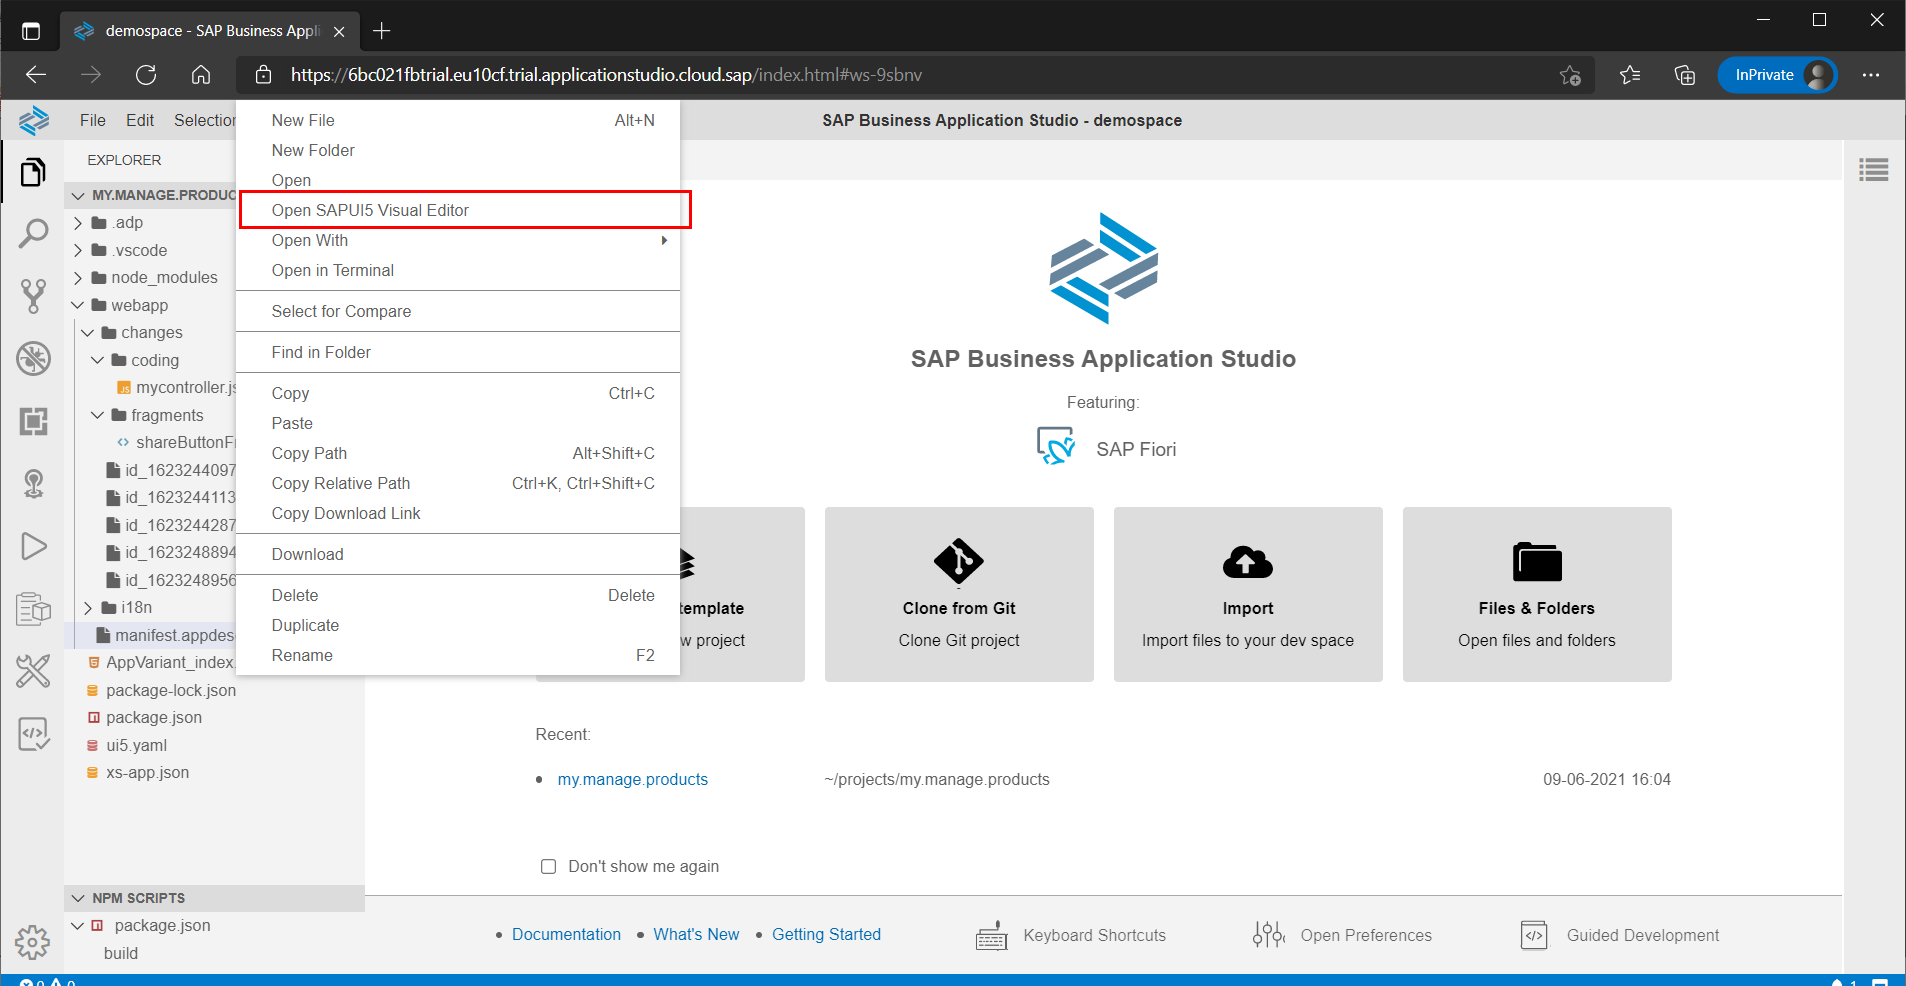 demospace - SAP Business Appli
https://6bc021fbtrial.eu10cf.trial.applicationstudio.cloud.sap/index.html#ws-9sbnv
InPrivate
File Edit Selection
SAP Business Application Studio - demospace
EXPLORER
MY.MANAGE.PRODUC
.adp
.vscode
node_modules
webapp
changes
coding
mycontroller.js
fragments
shareButtonFr
id_1623244097
id_1623244113
id_1623244287
id_1623248894
id_1623248956
i18n
manifest.appdes
AppVariant_index.
package-lock.json
package.json
ui5.yaml
xs-app.json
NPM SCRIPTS
package.json
build
New File Alt+N
New Folder
Open
Open SAPUI5 Visual Editor
Open With
Open in Terminal
Select for Compare
Find in Folder
Copy Ctrl+C
Paste
Copy Path Alt+Shift+C
Copy Relative Path Ctrl+K, Ctrl+Shift+C
Copy Download Link
Download
Delete Delete
Duplicate
Rename F2
SAP Business Application Studio
Featuring:
SAP Fiori
template
w project
Clone from Git
Clone Git project
Import
Import files to your dev space
Files & Folders
Open files and folders
Recent:
my.manage.products ~/projects/my.manage.products 09-06-2021 16:04
Don't show me again
Documentation What's New Getting Started
Keyboard Shortcuts
Open Preferences
Guided Development